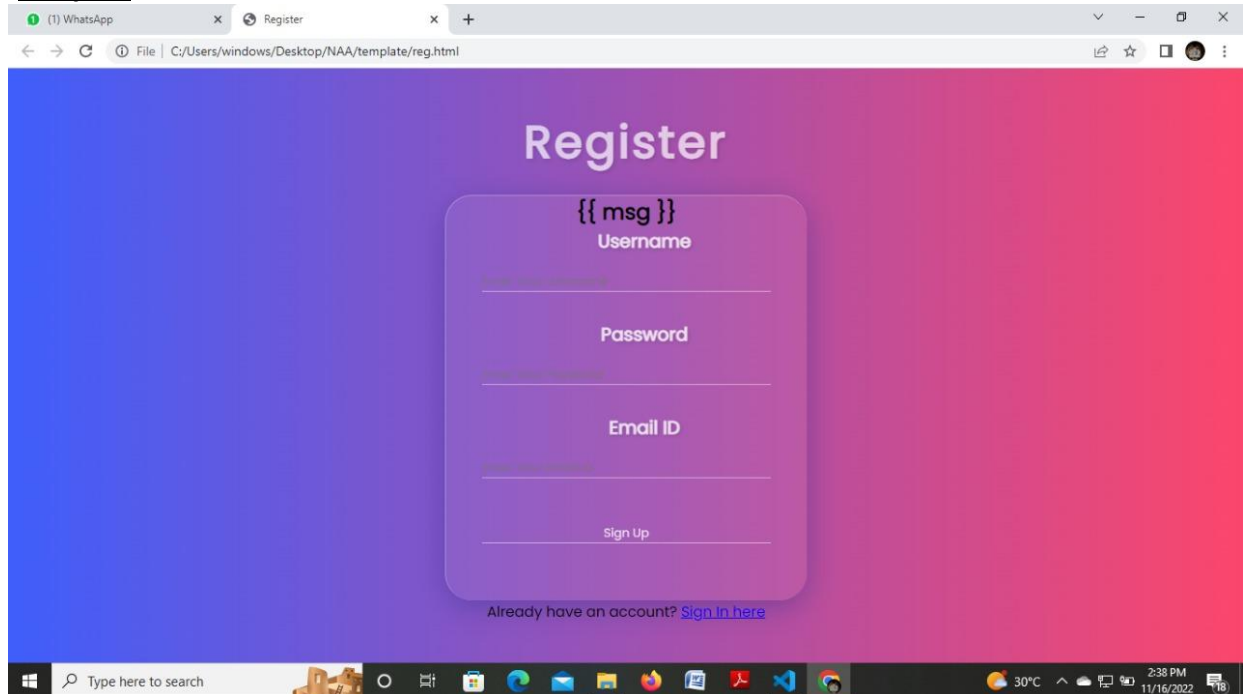 (1) WhatsApp
Register
File | C:/Users/windows/Desktop/NAA/template/reg.html
Register
{{ msg }}
Username
Password
Email ID
Sign Up
Already have an account? Sign In here
Type here to search
30°C
2:38 PM
11/16/2022
18